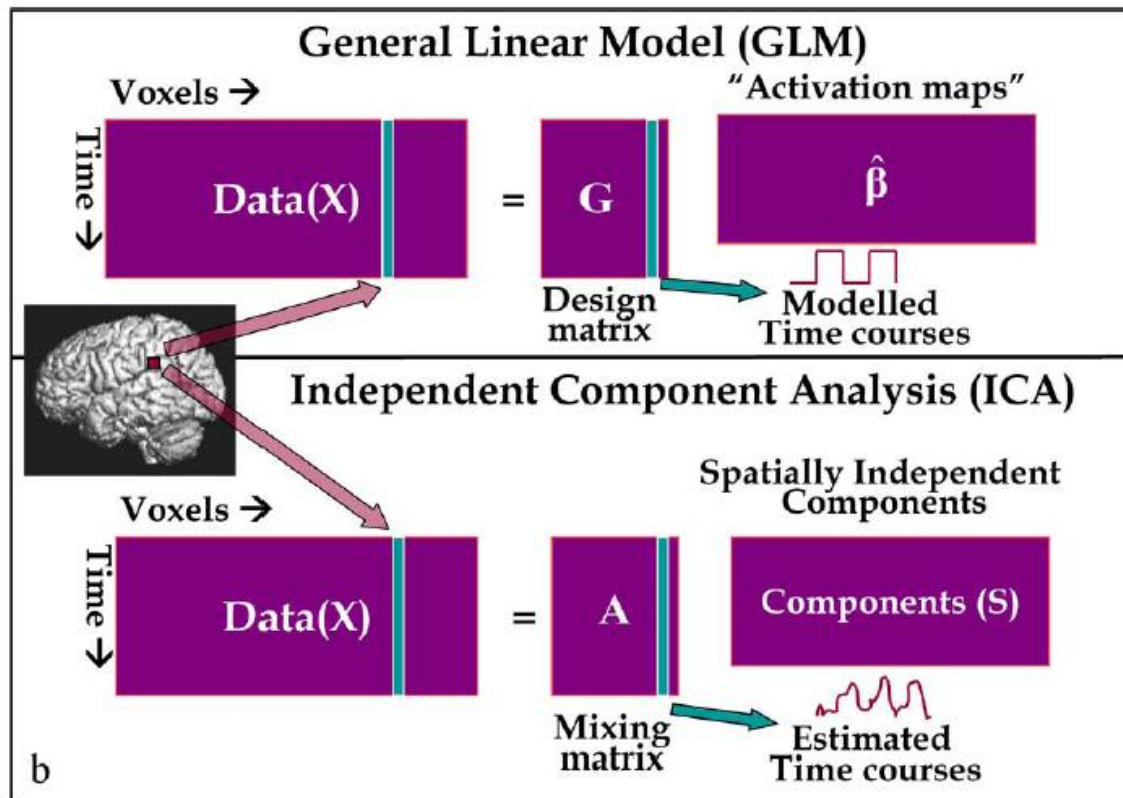 General Linear Model (GLM)
Voxels →
"Activation maps"
Time →
Data(X)
=
G
β̂
Design
matrix
Modelled
Time courses
Independent Component Analysis (ICA)
Spatially Independent
Components
Voxels →
Time →
Data(X)
=
A
Components (S)
Mixing
matrix
Estimated
Time courses
b